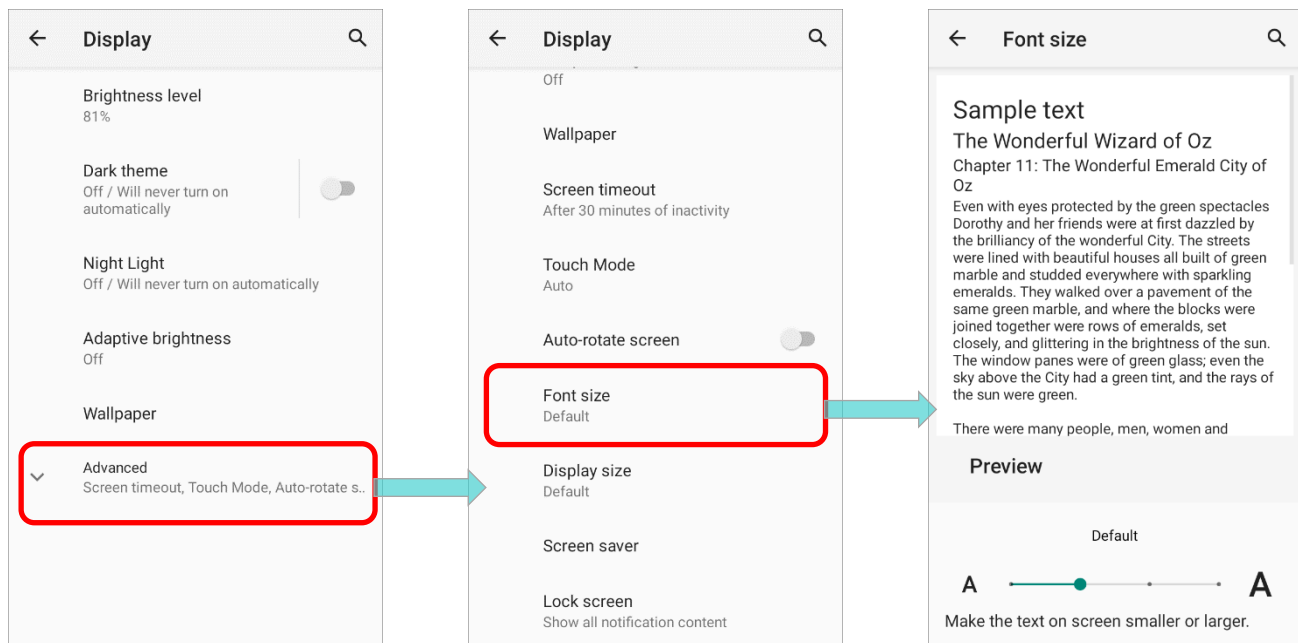 Display
Brightness level
81%
Dark theme
Off / Will never turn on
automatically
Night Light
Off / Will never turn on automatically
Adaptive brightness
Off
Wallpaper
Advanced
Screen timeout, Touch Mode, Auto-rotate s..
Display
Off
Wallpaper
Screen timeout
After 30 minutes of inactivity
Touch Mode
Auto
Auto-rotate screen
Font size
Default
Display size
Default
Screen saver
Lock screen
Show all notification content
Font size
Sample text
The Wonderful Wizard of Oz
Chapter 11: The Wonderful Emerald City of
Oz
Even with eyes protected by the green spectacles
Dorothy and her friends were at first dazzled by
the brilliancy of the wonderful City. The streets
were lined with beautiful houses all built of green
marble and studded everywhere with sparkling
emeralds. They walked over a pavement of the
same green marble, and where the blocks were
joined together were rows of emeralds, set
closely, and glittering in the brightness of the sun.
The window panes were of green glass; even the
sky above the City had a green tint, and the rays of
the sun were green.
There were many people, men, women and
Preview
Default
A A
Make the text on screen smaller or larger.